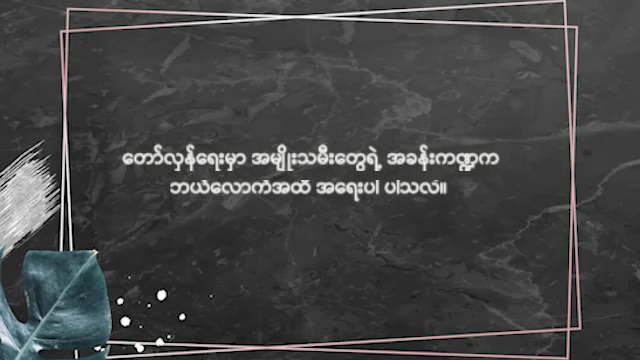 တော်လှန်ရေးမှာ အမျိုးသမီးတွေရဲ့ အခန်းကဏ္ဍက
ဘယ်လောက်အထိ အရေးပါ ပါသလဲ။